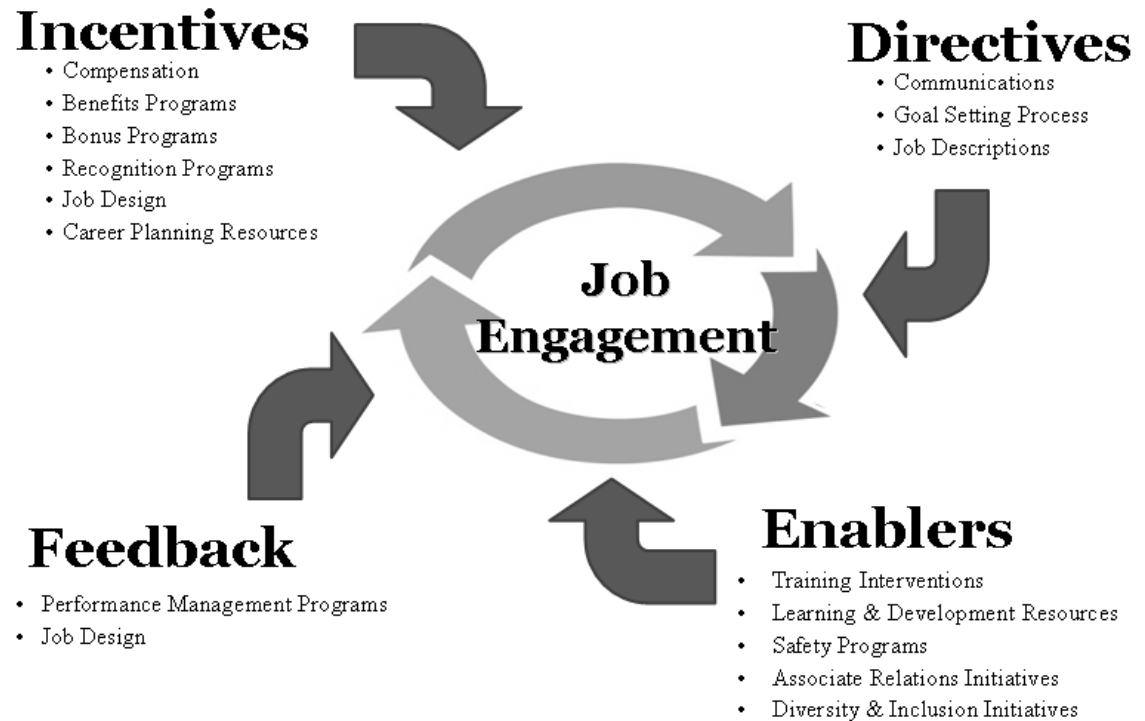 Incentives
• Compensation
• Benefits Programs
• Bonus Programs
• Recognition Programs
• Job Design
• Career Planning Resources
Directives
• Communications
• Goal Setting Process
• Job Descriptions
Job
Engagement
Feedback
• Performance Management Programs
• Job Design
Enablers
• Training Interventions
• Learning & Development Resources
• Safety Programs
• Associate Relations Initiatives
• Diversity & Inclusion Initiatives